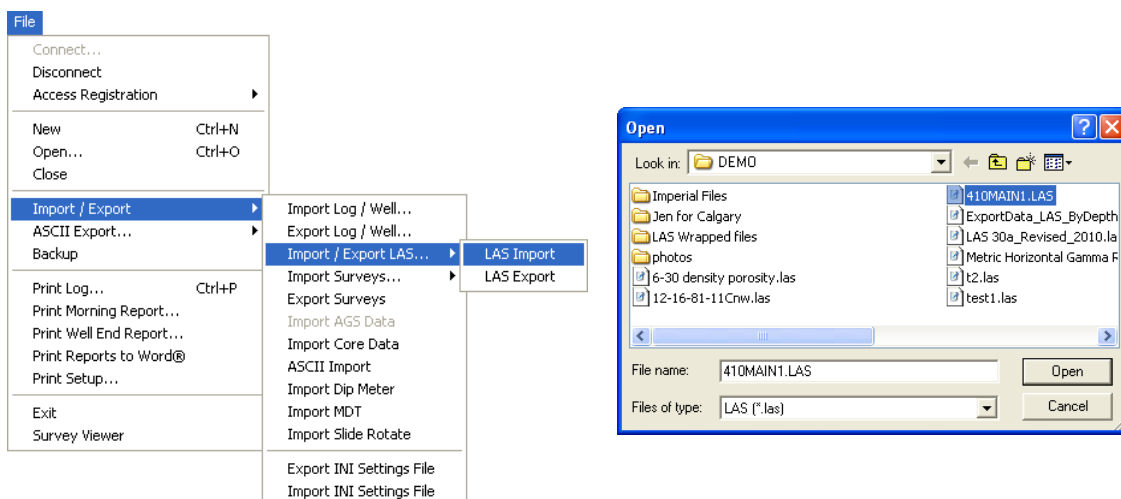 File
Connect...
Disconnect
Access Registration
New Ctrl+N
Open... Ctrl+O
Close
Import / Export
ASCII Export...
Backup
Print Log... Ctrl+P
Print Morning Report...
Print Well End Report...
Print Reports to Word®
Print Setup...
Exit
Survey Viewer
Import Log / Well...
Export Log / Well...
Import / Export LAS...
Import Surveys...
Export Surveys
Import AGS Data
Import Core Data
ASCII Import
Import Dip Meter
Import MDT
Import Slide Rotate
Export INI Settings File
Import INI Settings File
LAS Import
LAS Export
Open
Look in: DEMO
Imperial Files
Jen for Calgary
LAS Wrapped files
photos
6-30 density porosity.las
12-16-81-11Cnw.las
410MAIN1.LAS
ExportData_LAS_ByDepth
LAS 30a_Revised_2010.la
Metric Horizontal Gamma R
t2.las
test1.las
File name: 410MAIN1.LAS Open
Files of type: LAS (*.las) Cancel